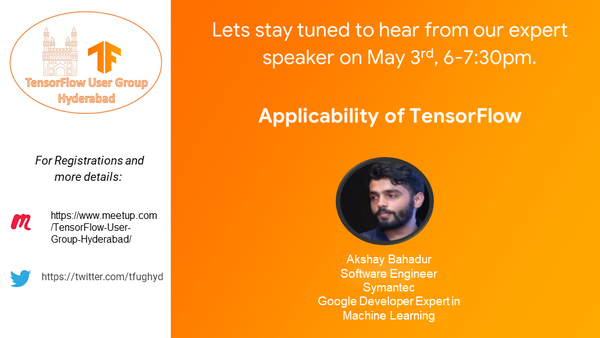 TensorFlow User Group
Hyderabad
For Registrations and
more details:
https://www.meetup.com
/TensorFlow-User-
Group-Hyderabad/
https://twitter.com/tfughyd
Lets stay tuned to hear from our expert
speaker on May 3rd, 6-7:30pm.
Applicability of TensorFlow
Akshay Bahadur
Software Engineer
Symantec
Google Developer Expert in
Machine Learning